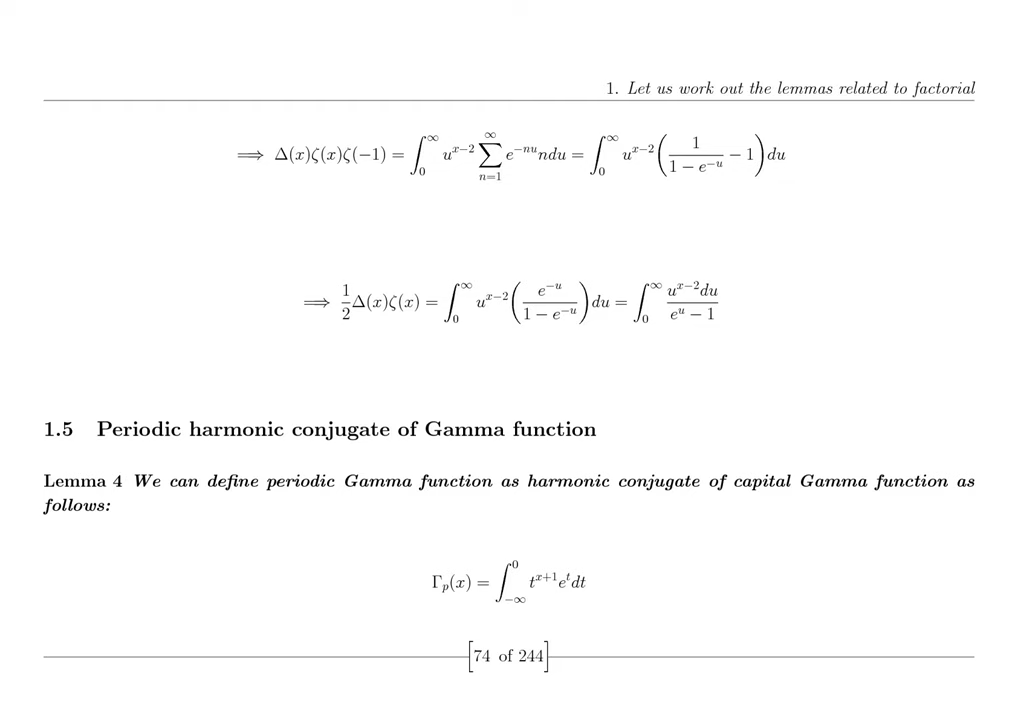 1. Let us work out the lemmas related to factorial
⟹ Δ(x)ζ(x)ζ(−1) = ∫_0^∞ u^{x−2} ∑_{n=1}^∞ e^{−nu} ndu = ∫_0^∞ u^{x−2} ( 1/(1 − e^{−u}) − 1 ) du
⟹ 1/2 Δ(x)ζ(x) = ∫_0^∞ u^{x−2} ( e^{−u}/(1 − e^{−u}) ) du = ∫_0^∞ u^{x−2}du/(e^u − 1)
1.5 Periodic harmonic conjugate of Gamma function
Lemma 4 We can define periodic Gamma function as harmonic conjugate of capital Gamma function as
follows:
Γ_p(x) = ∫_{−∞}^0 t^{x+1} e^t dt
[74 of 244]